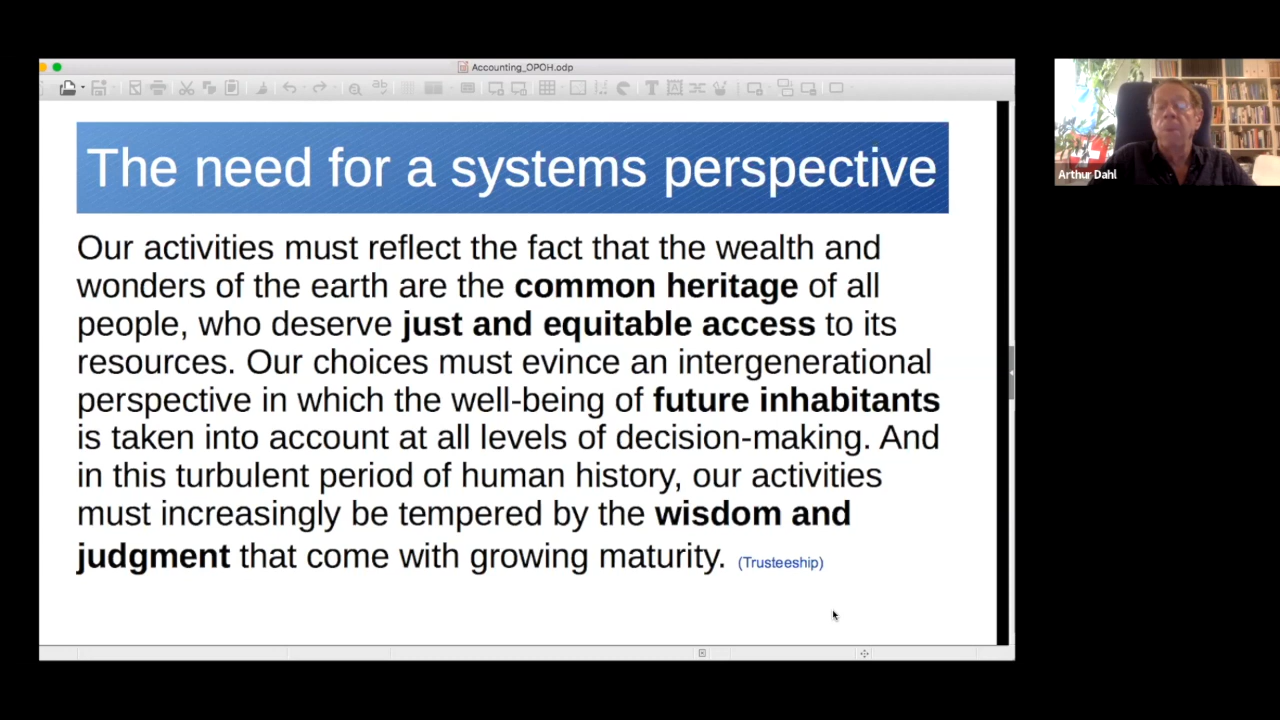 Accounting_OPOH.odp
The need for a systems perspective
Our activities must reflect the fact that the wealth and
wonders of the earth are the common heritage of all
people, who deserve just and equitable access to its
resources. Our choices must evince an intergenerational
perspective in which the well-being of future inhabitants
is taken into account at all levels of decision-making. And
in this turbulent period of human history, our activities
must increasingly be tempered by the wisdom and
judgment that come with growing maturity. (Trusteeship)
Arthur Dahl